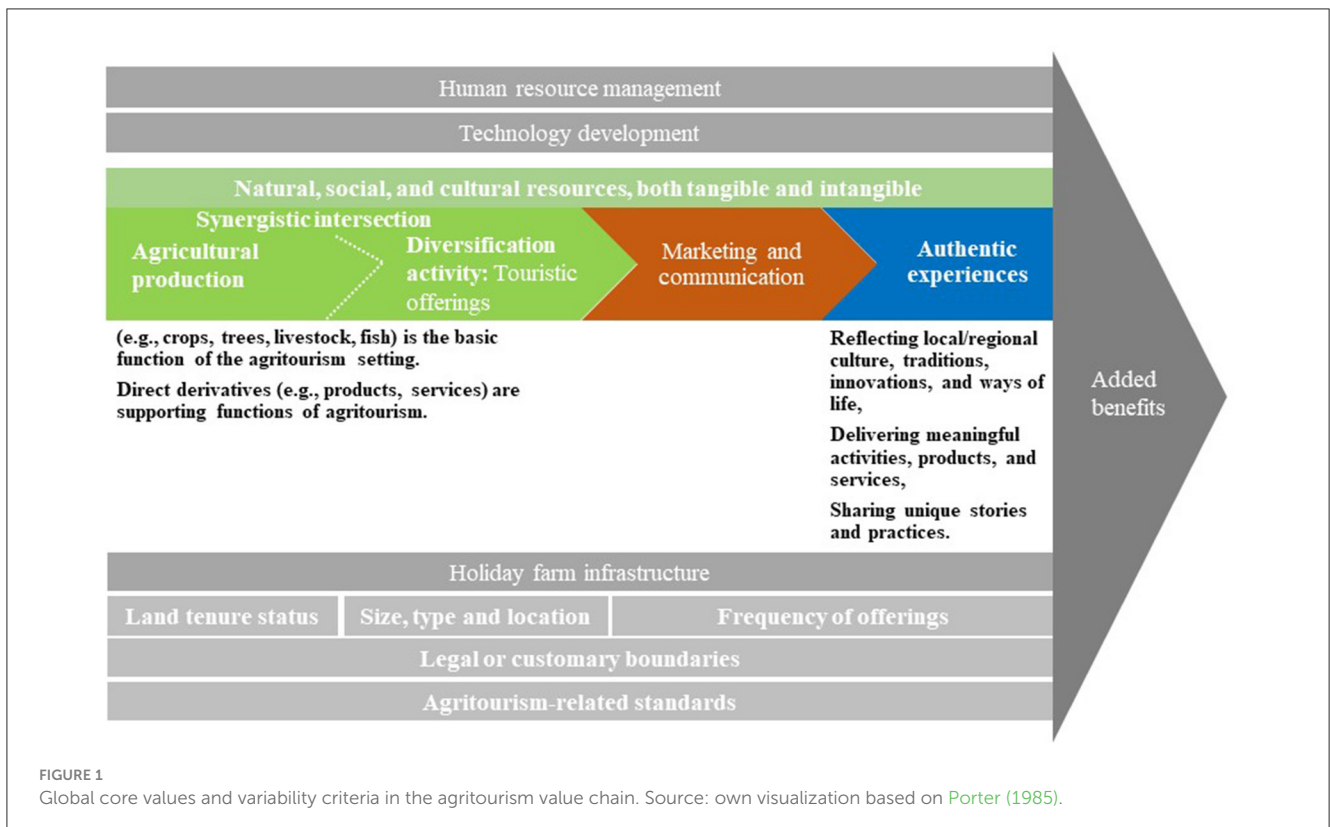 Human resource management
Technology development
Natural, social, and cultural resources, both tangible and intangible
Synergistic intersection
Agricultural
production
Diversification
activity: Touristic
offerings
Marketing and
communication
Authentic
experiences
(e.g., crops, trees, livestock, fish) is the basic
function of the agritourism setting.
Direct derivatives (e.g., products, services) are
supporting functions of agritourism.
Reflecting local/regional
culture, traditions,
innovations, and ways of
life,
Delivering meaningful
activities, products, and
services,
Sharing unique stories
and practices.
Added
benefits
Holiday farm infrastructure
Land tenure status
Size, type and location
Frequency of offerings
Legal or customary boundaries
Agritourism-related standards
FIGURE 1
Global core values and variability criteria in the agritourism value chain. Source: own visualization based on Porter (1985).